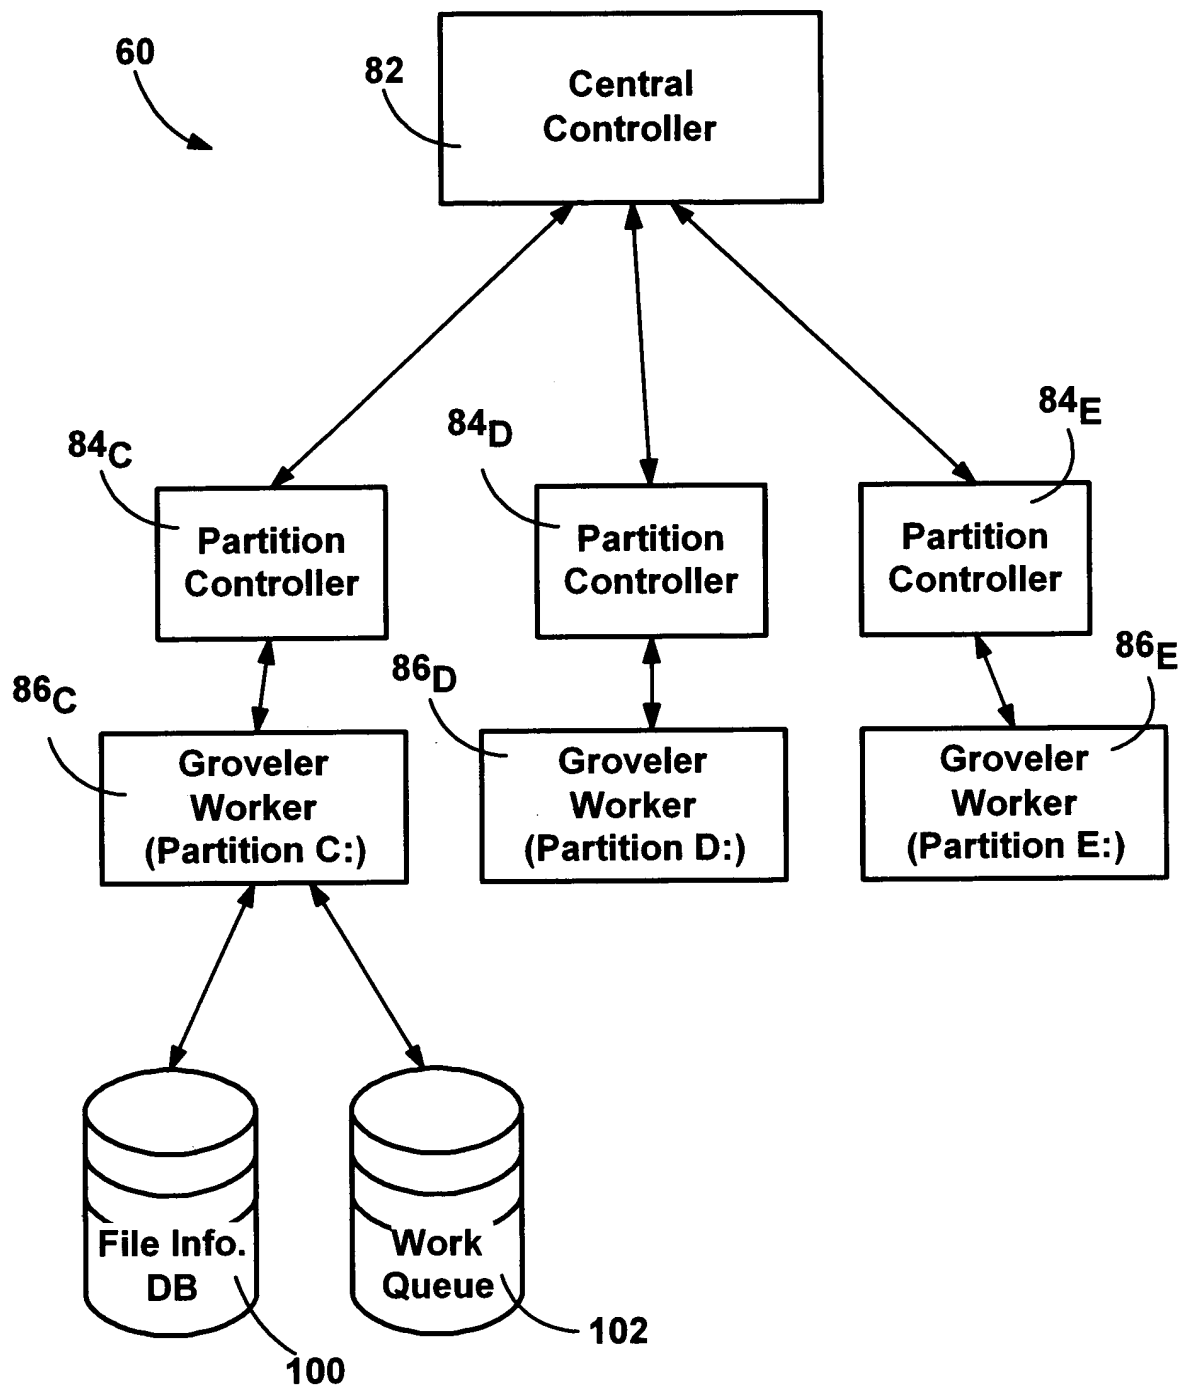 60
82
Central
Controller
84C
84D
84E
Partition
Controller
Partition
Controller
Partition
Controller
86C
86D
86E
Groveler
Worker
(Partition C:)
Groveler
Worker
(Partition D:)
Groveler
Worker
(Partition E:)
File Info.
DB
Work
Queue
100
102